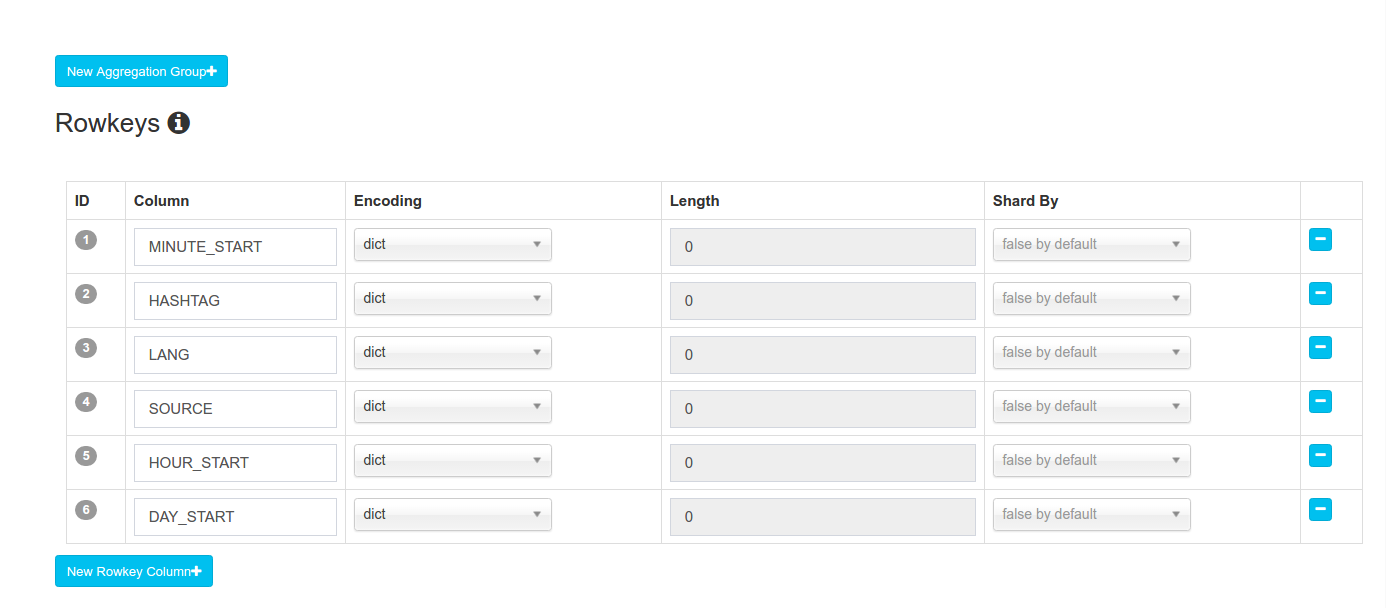 New Aggregation Group+
Rowkeys
ID Column Encoding Length Shard By
1 MINUTE_START dict 0 false by default
2 HASHTAG dict 0 false by default
3 LANG dict 0 false by default
4 SOURCE dict 0 false by default
5 HOUR_START dict 0 false by default
6 DAY_START dict 0 false by default
New Rowkey Column+